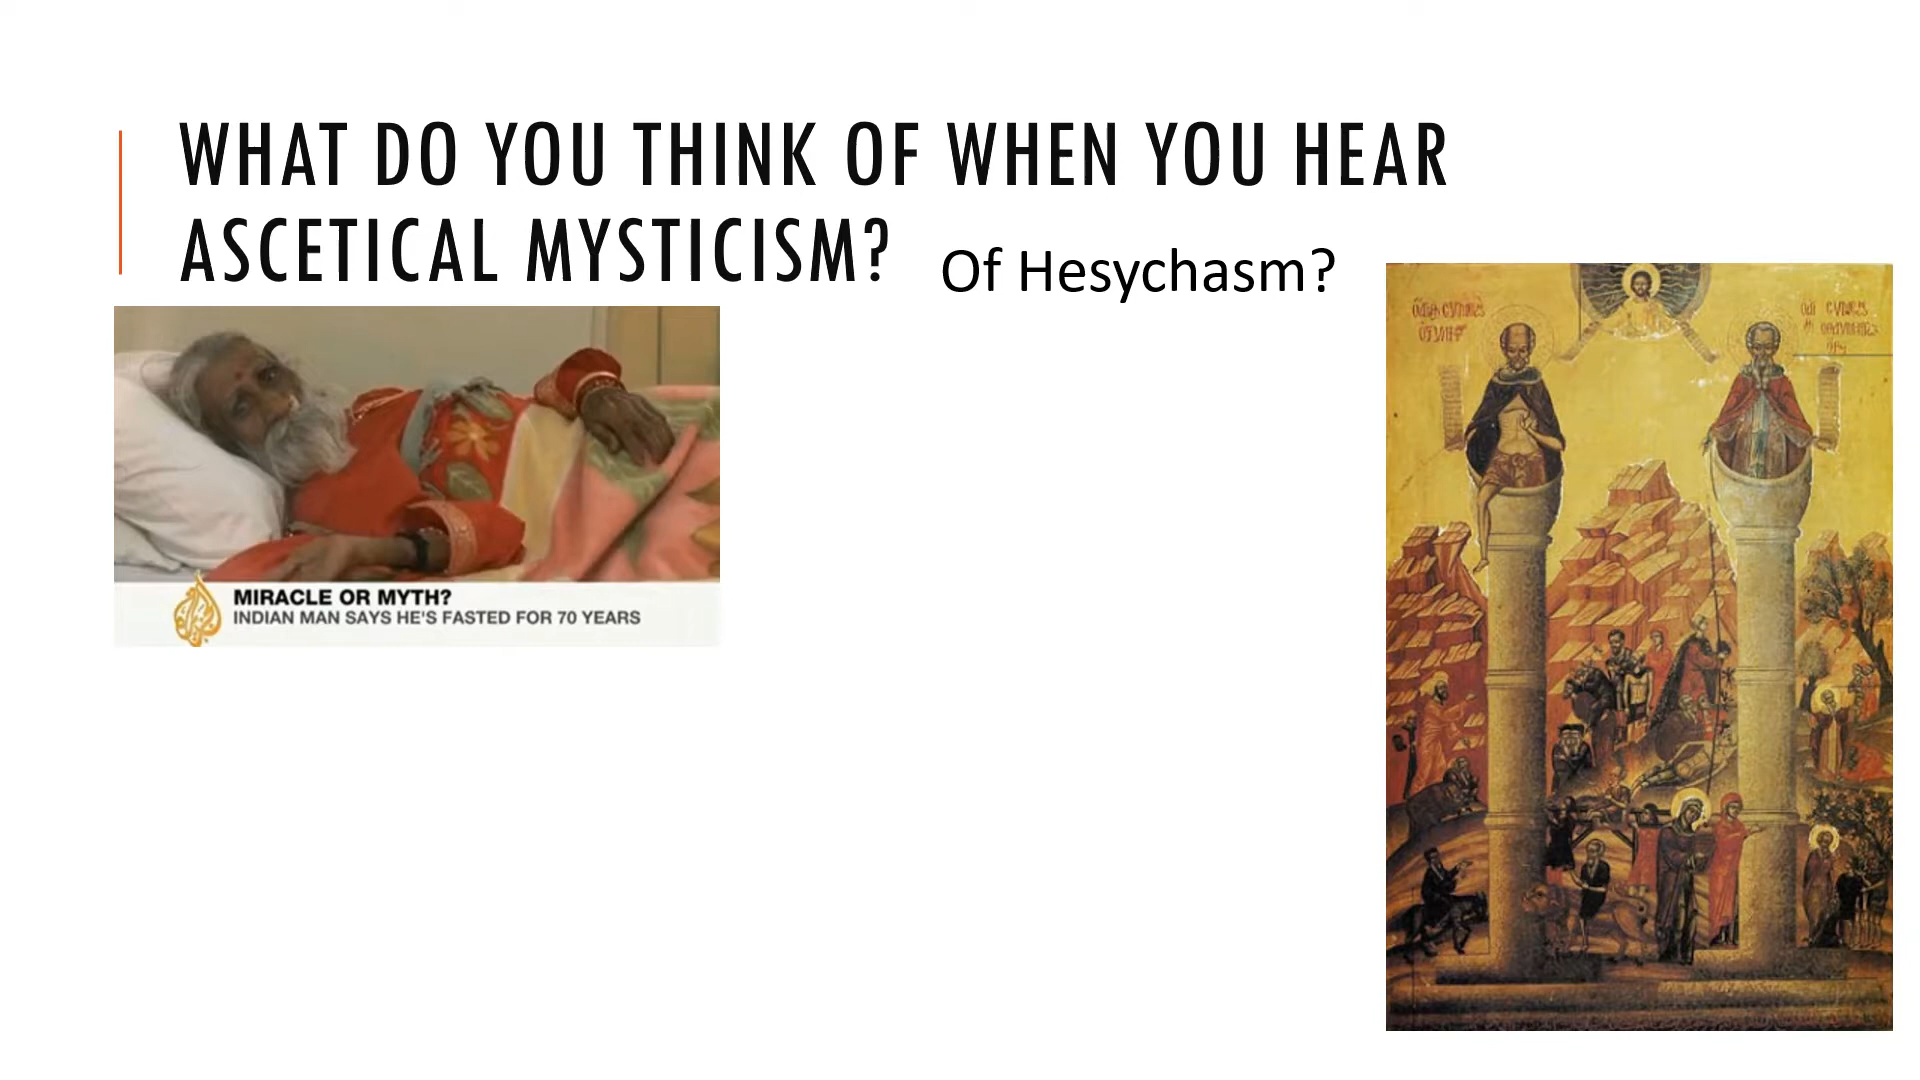 WHAT DO YOU THINK OF WHEN YOU HEAR
ASCETICAL MYSTICISM?
Of Hesychasm?
MIRACLE OR MYTH?
INDIAN MAN SAYS HE'S FASTED FOR 70 YEARS